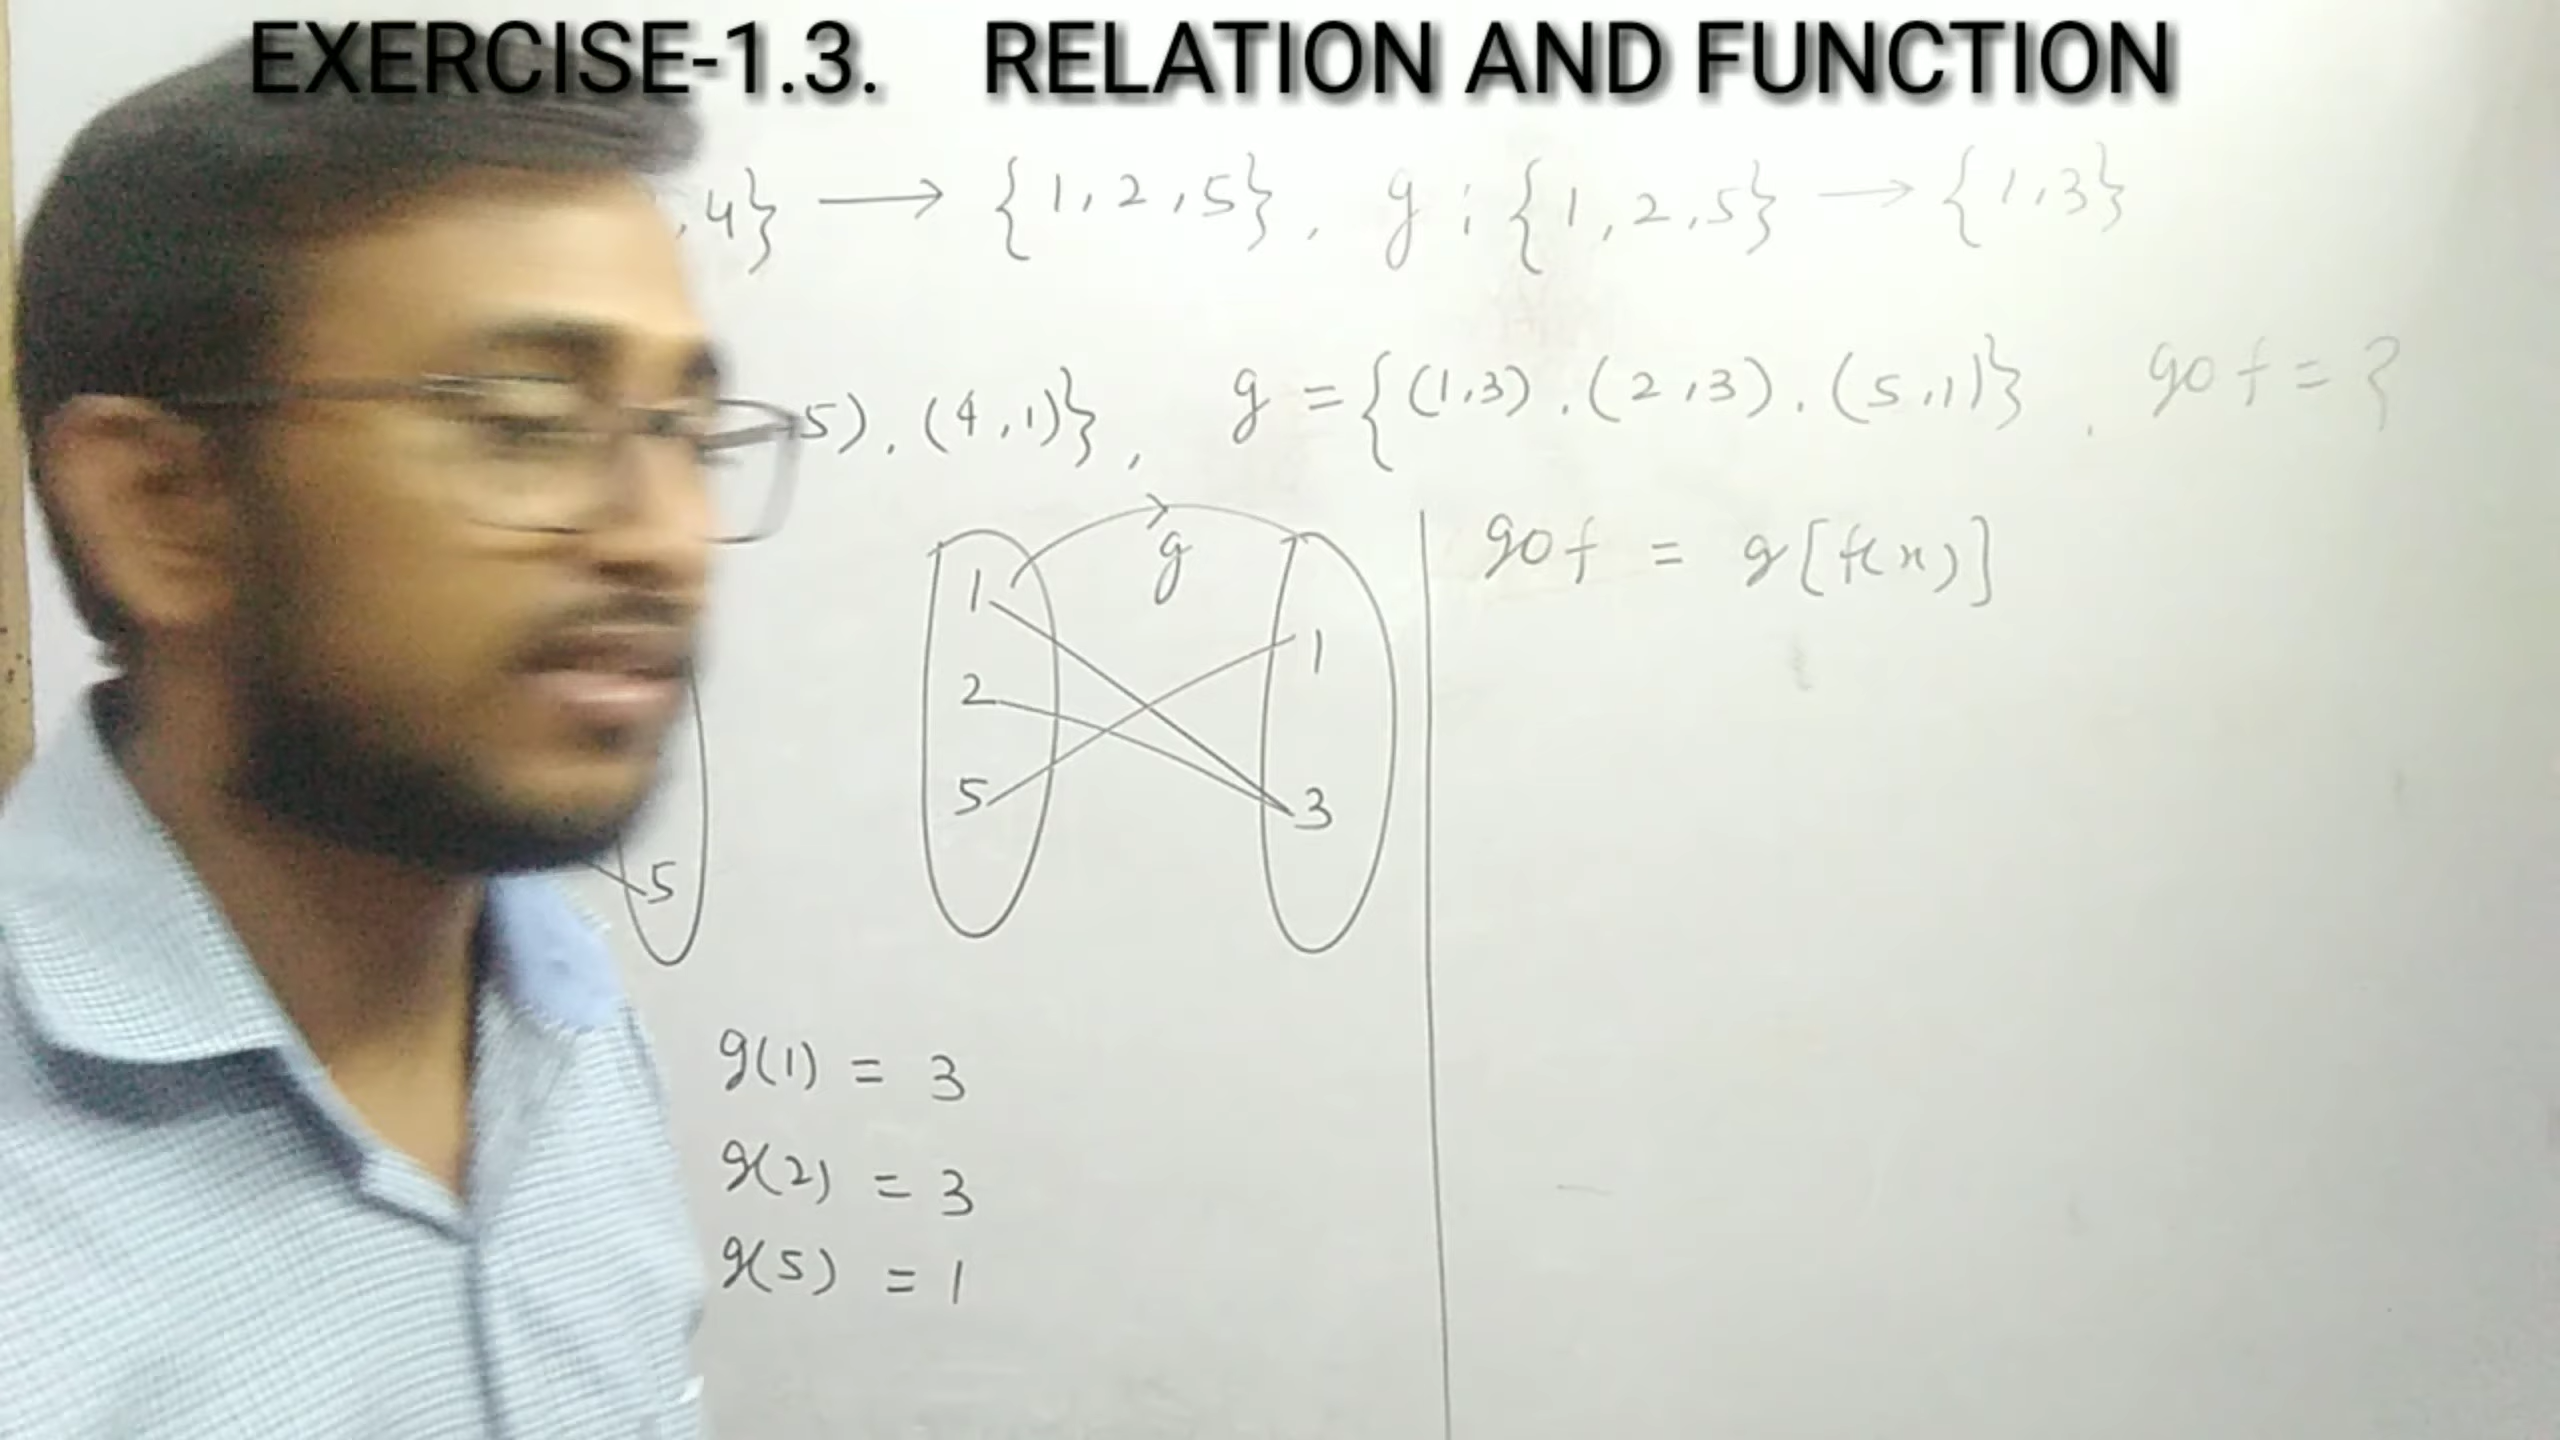 EXERCISE-1.3. RELATION AND FUNCTION
,4} → {1,2,5}, g : {1,2,5} → {1,3}
5), (4,1)}, g = {(1,3), (2,3), (5,1)}, gof = ?
g
gof = g[f(x)]
1
2
5
1
3
5
g(1) = 3
g(2) = 3
g(5) = 1